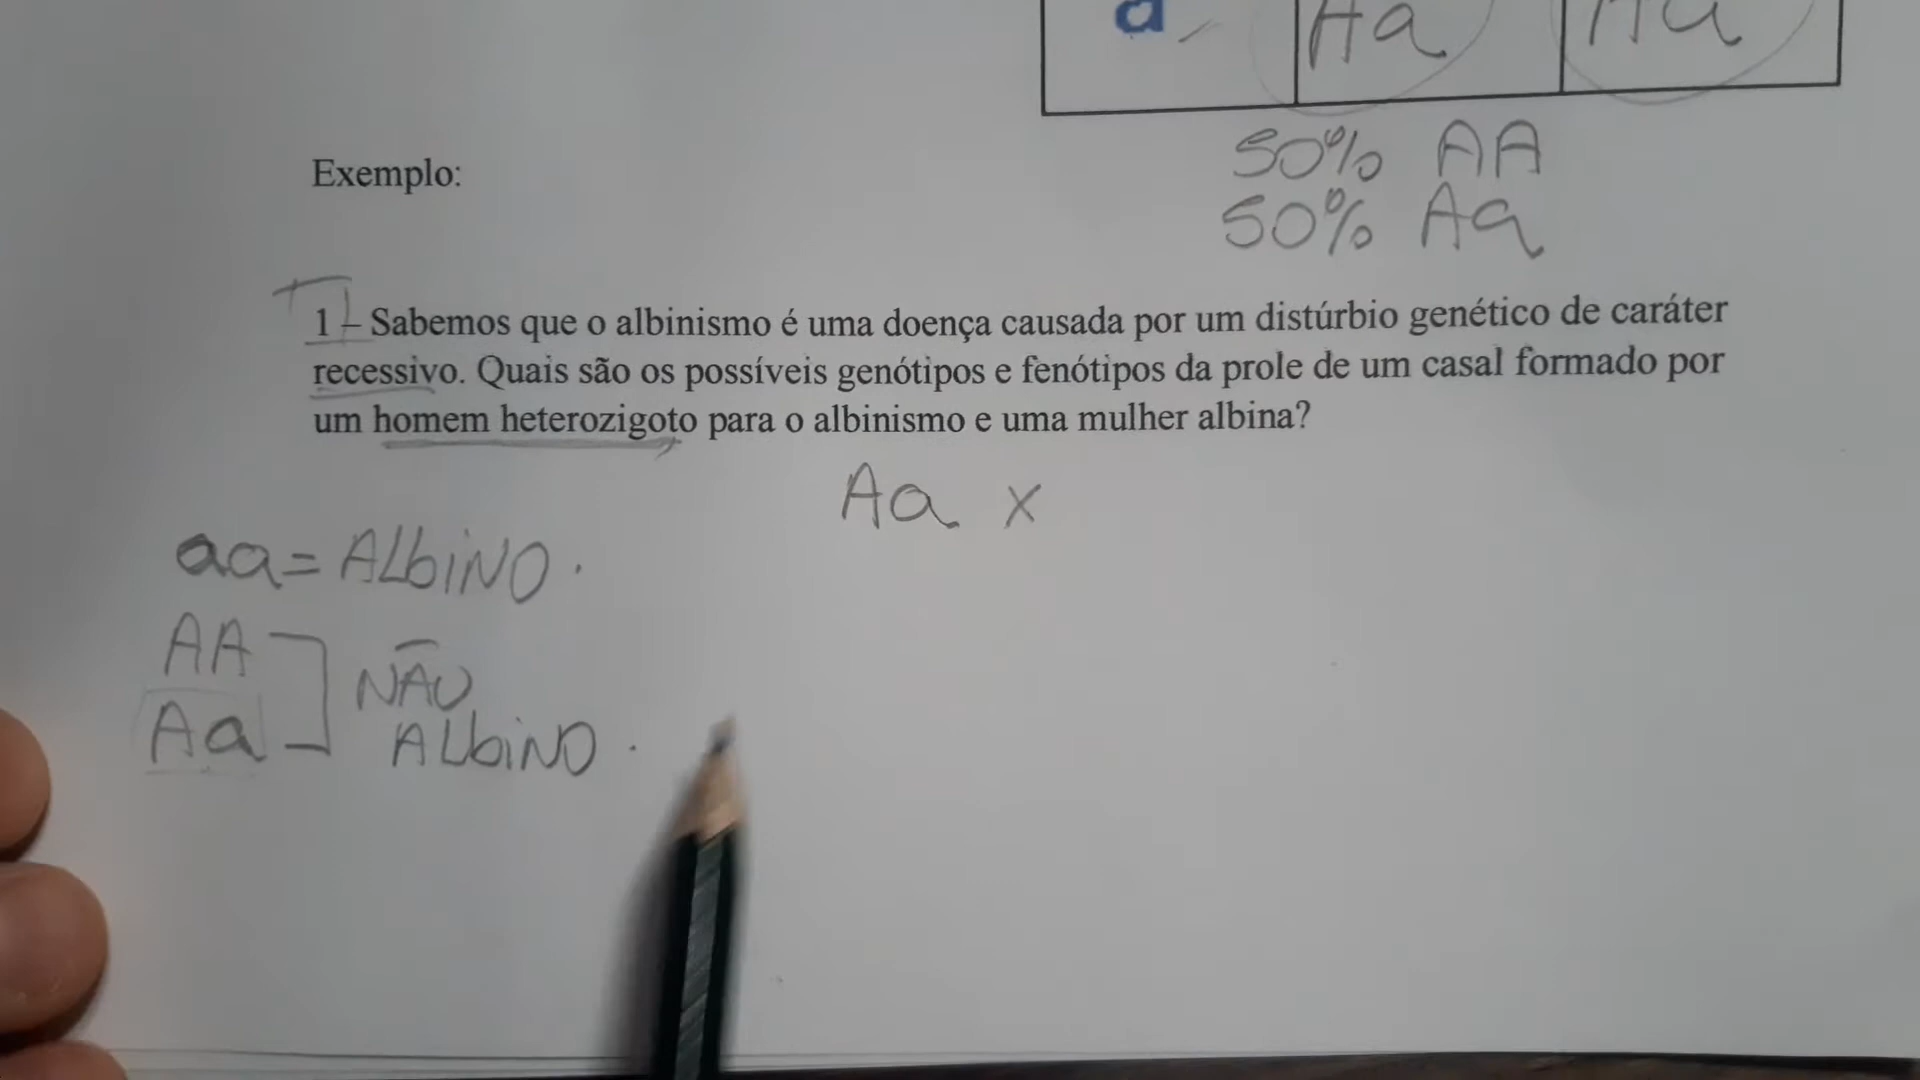 a Aa Aa
50% AA
50% Aa
Exemplo:
1 – Sabemos que o albinismo é uma doença causada por um distúrbio genético de caráter
recessivo. Quais são os possíveis genótipos e fenótipos da prole de um casal formado por
um homem heterozigoto para o albinismo e uma mulher albina?
Aa x
aa = ALbiNO.
AA
Aa
NÃO
ALbiNO.